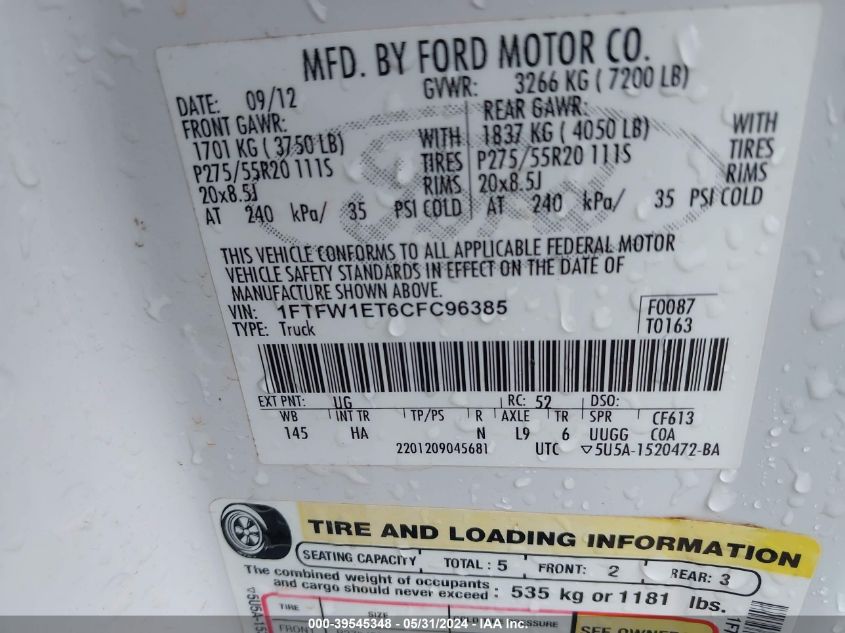 MFD. BY FORD MOTOR CO.
DATE: 09/12 GVWR: 3266 KG ( 7200 LB)
FRONT GAWR: REAR GAWR:
1701 KG ( 3750 LB) WITH 1837 KG ( 4050 LB) WITH
P275/55R20 111S TIRES P275/55R20 111S TIRES
20x8.5J RIMS 20x8.5J RIMS
AT 240 kPa/ 35 PSI COLD AT 240 kPa/ 35 PSI COLD
THIS VEHICLE CONFORMS TO ALL APPLICABLE FEDERAL MOTOR
VEHICLE SAFETY STANDARDS IN EFFECT ON THE DATE OF
MANUFACTURE SHOWN ABOVE.
VIN: 1FTFW1ET6CFC96385 F0087
TYPE: Truck T0163
EXT PNT: UG RC: 52 DSO:
WB INT TR TP/PS R AXLE TR SPR CF613
145 HA N L9 6 UUGG COA
2201209045681 UTC ▽5U5A-1520472-BA
TIRE AND LOADING INFORMATION
SEATING CAPACITY TOTAL : 5 FRONT: 2 REAR: 3
The combined weight of occupants
and cargo should never exceed : 535 kg or 1181 lbs.
TIRE SIZE
FRONT
SEE OWNER
000-39545348 - 05/31/2024 - IAA Inc.